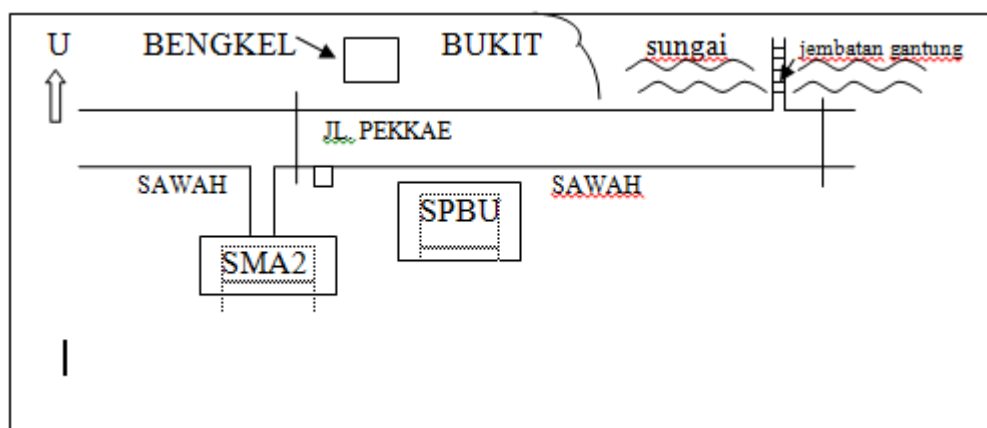 U BENGKEL BUKIT sungai jembatan gantung
JL. PEKKAE
SAWAH SAWAH
SPBU
SMA2